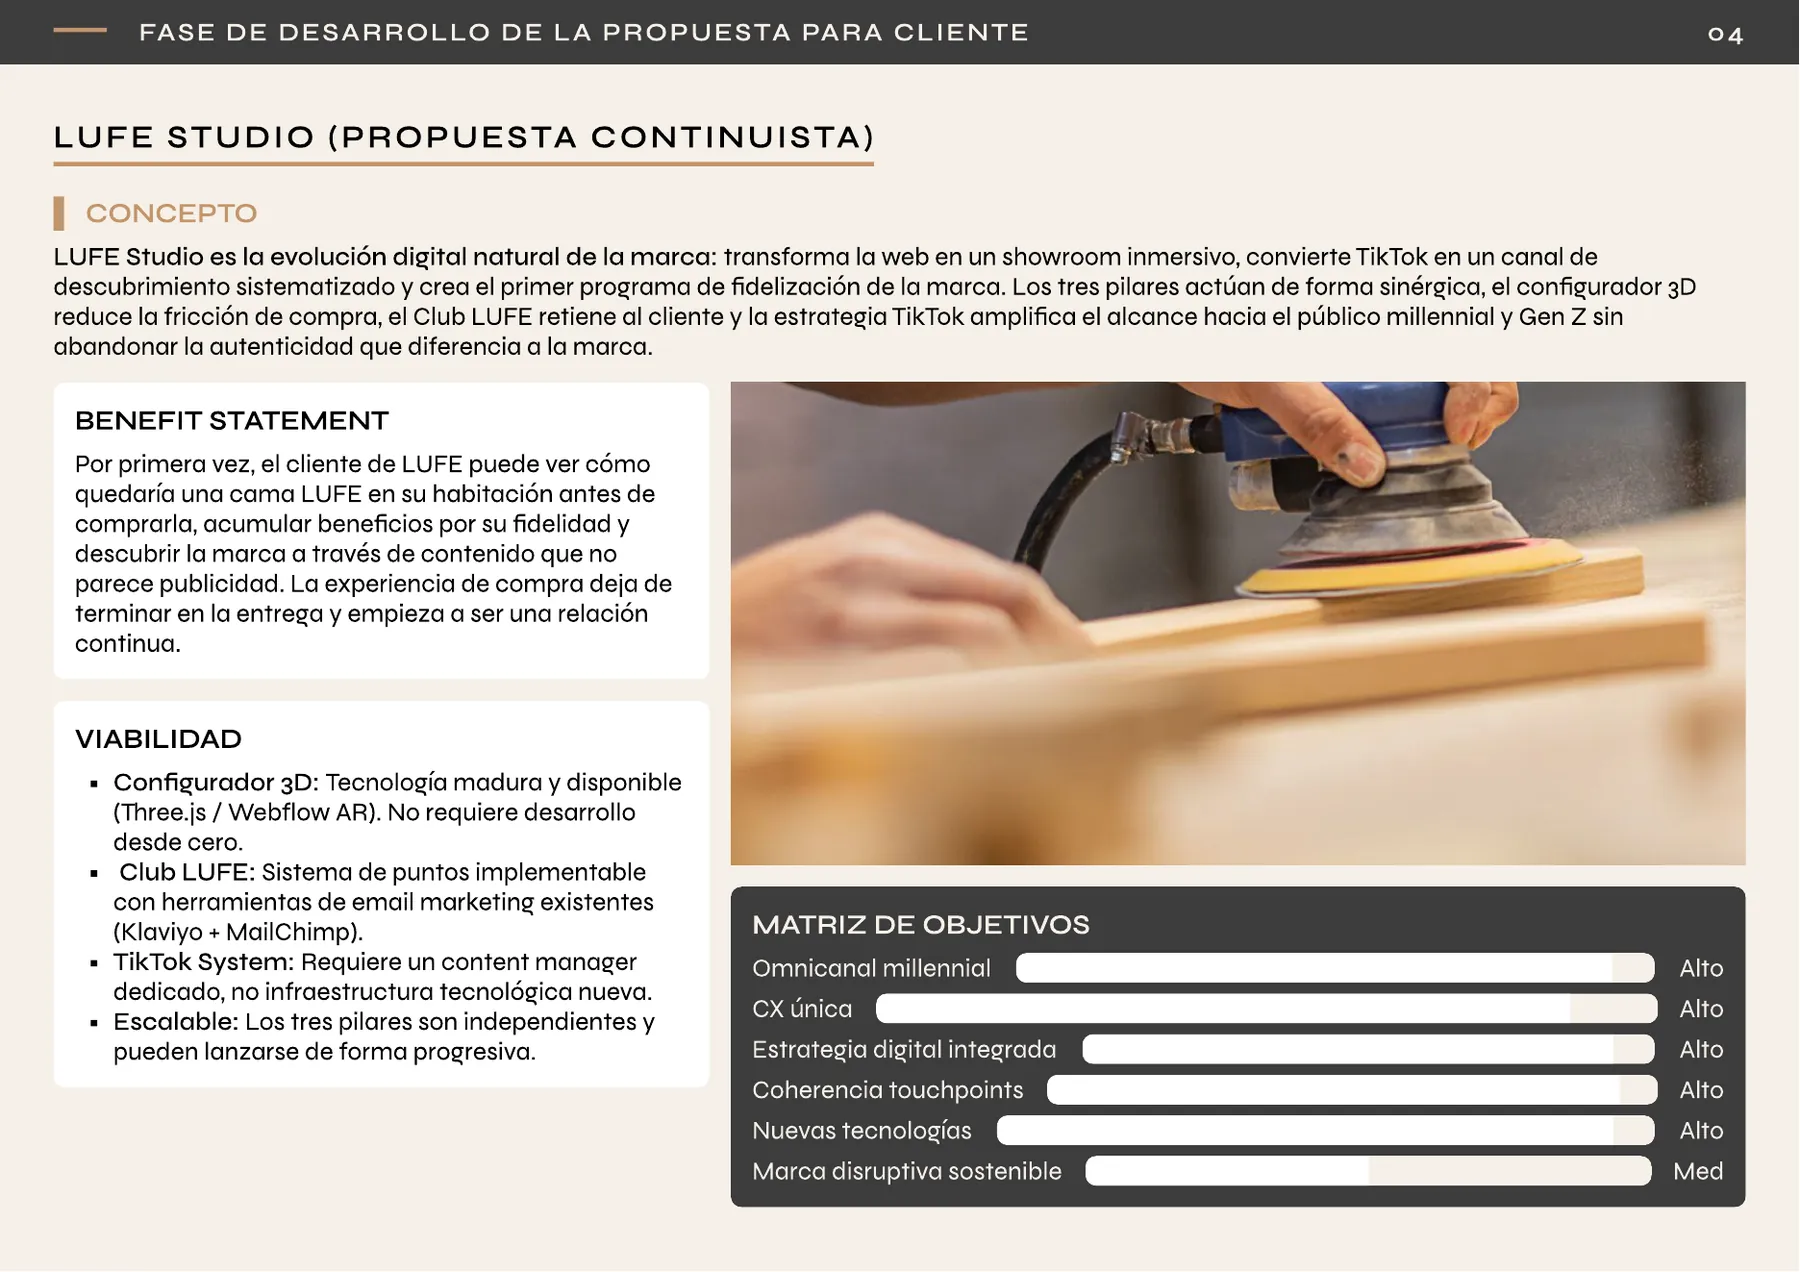 FASE DE DESARROLLO DE LA PROPUESTA PARA CLIENTE
04
LUFE STUDIO (PROPUESTA CONTINUISTA)
CONCEPTO
LUFE Studio es la evolución digital natural de la marca: transforma la web en un showroom inmersivo, convierte TikTok en un canal de
descubrimiento sistematizado y crea el primer programa de fidelización de la marca. Los tres pilares actúan de forma sinérgica, el configurador 3D
reduce la fricción de compra, el Club LUFE retiene al cliente y la estrategia TikTok amplifica el alcance hacia el público millennial y Gen Z sin
abandonar la autenticidad que diferencia a la marca.
BENEFIT STATEMENT
Por primera vez, el cliente de LUFE puede ver cómo
quedaría una cama LUFE en su habitación antes de
comprarla, acumular beneficios por su fidelidad y
descubrir la marca a través de contenido que no
parece publicidad. La experiencia de compra deja de
terminar en la entrega y empieza a ser una relación
continua.
VIABILIDAD
▪ Configurador 3D: Tecnología madura y disponible
(Three.js / Webflow AR). No requiere desarrollo
desde cero.
▪ Club LUFE: Sistema de puntos implementable
con herramientas de email marketing existentes
(Klaviyo + MailChimp).
▪ TikTok System: Requiere un content manager
dedicado, no infraestructura tecnológica nueva.
▪ Escalable: Los tres pilares son independientes y
pueden lanzarse de forma progresiva.
MATRIZ DE OBJETIVOS
Omnicanal millennial Alto
CX única Alto
Estrategia digital integrada Alto
Coherencia touchpoints Alto
Nuevas tecnologías Alto
Marca disruptiva sostenible Med